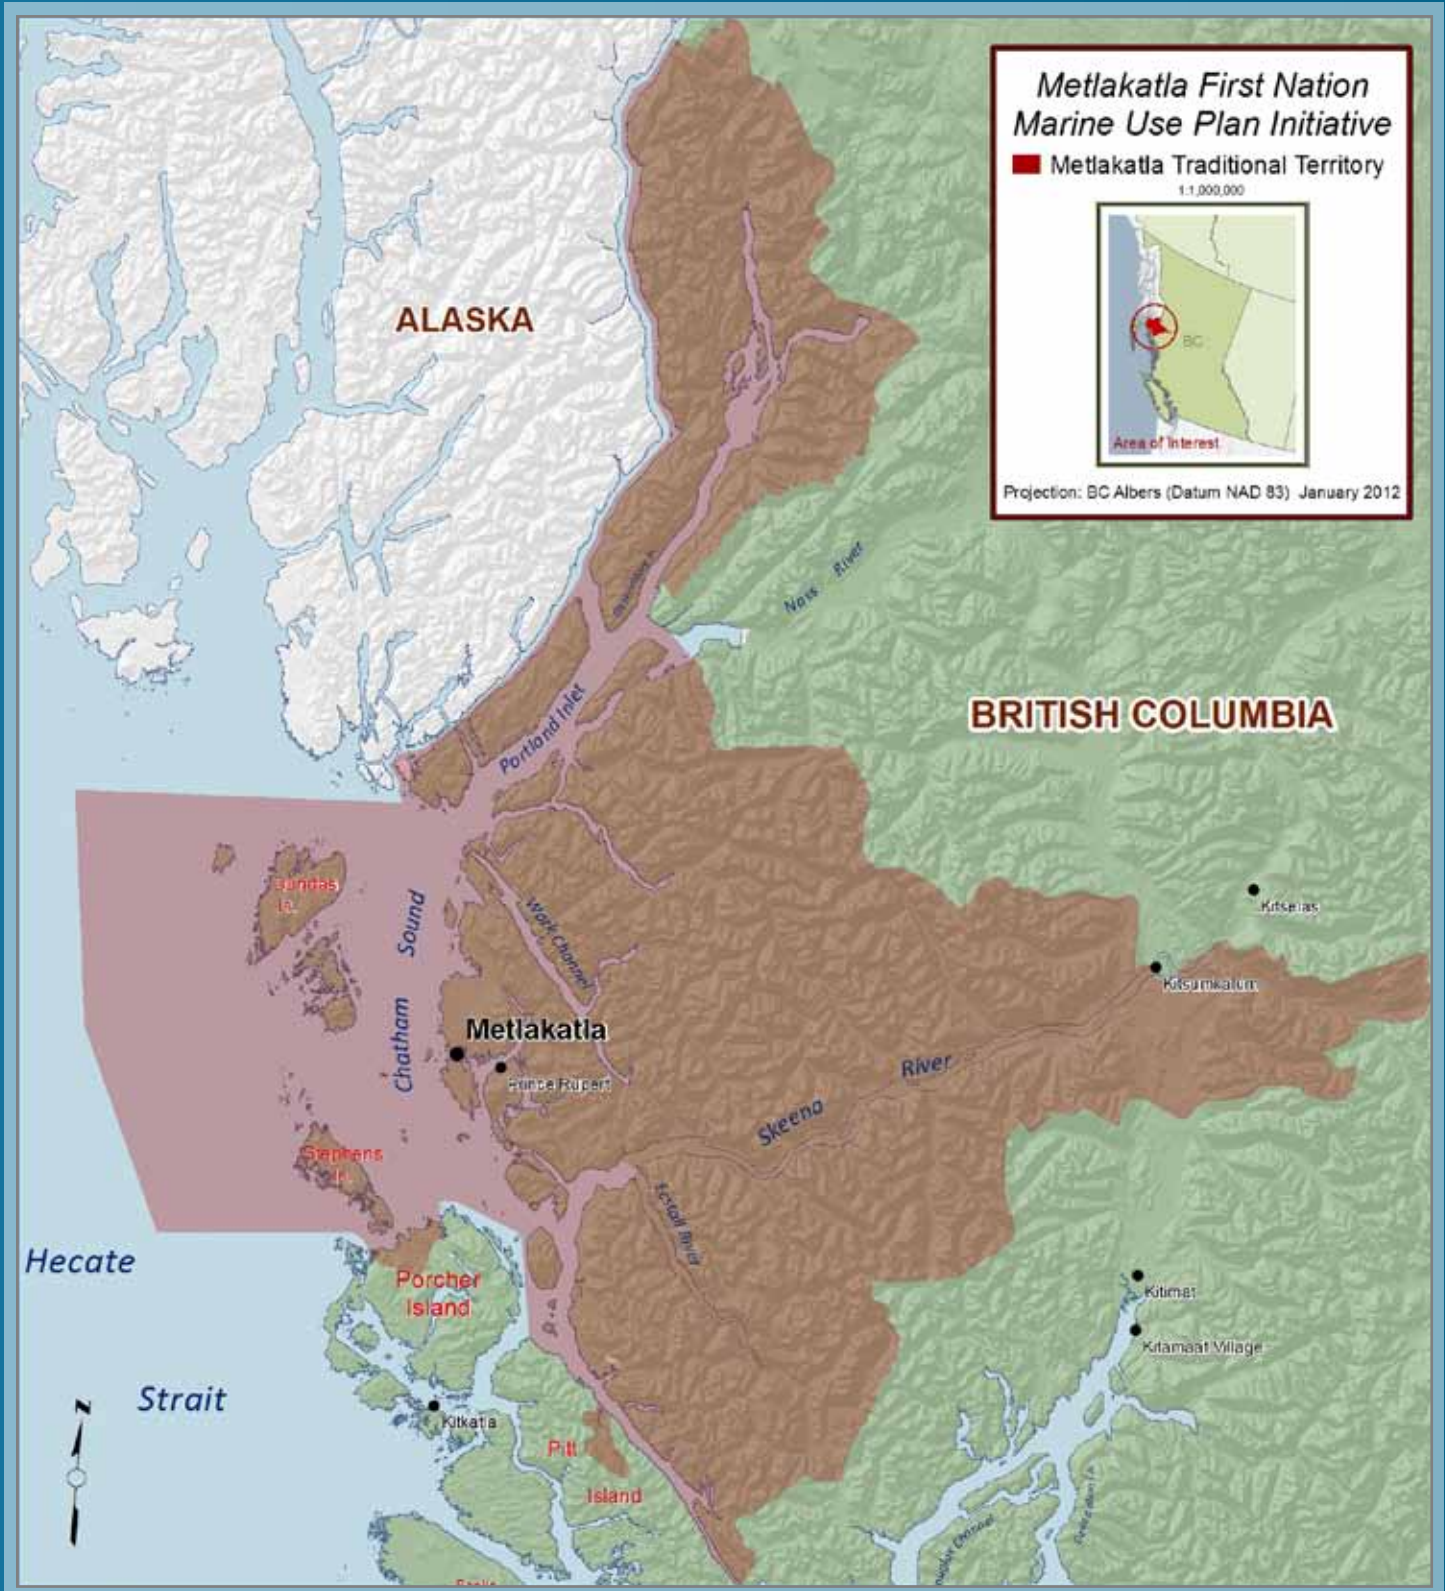 Metlakatla First Nation
Marine Use Plan Initiative
Metlakatla Traditional Territory
1:1,000,000
BC
Area of Interest
Projection: BC Albers (Datum NAD 83) January 2012
ALASKA
Nass River
BRITISH COLUMBIA
Portland Inlet
Dundas
Is.
Chatham Sound
Work Channel
Kitselas
Kitsumkalum
Metlakatla
Prince Rupert
Skeena River
Stephens
Is.
Ecstall River
Hecate
Strait
Porcher
Island
Kitimat
Kitamaat Village
Kitkatla
Pitt
Island
N
Channel